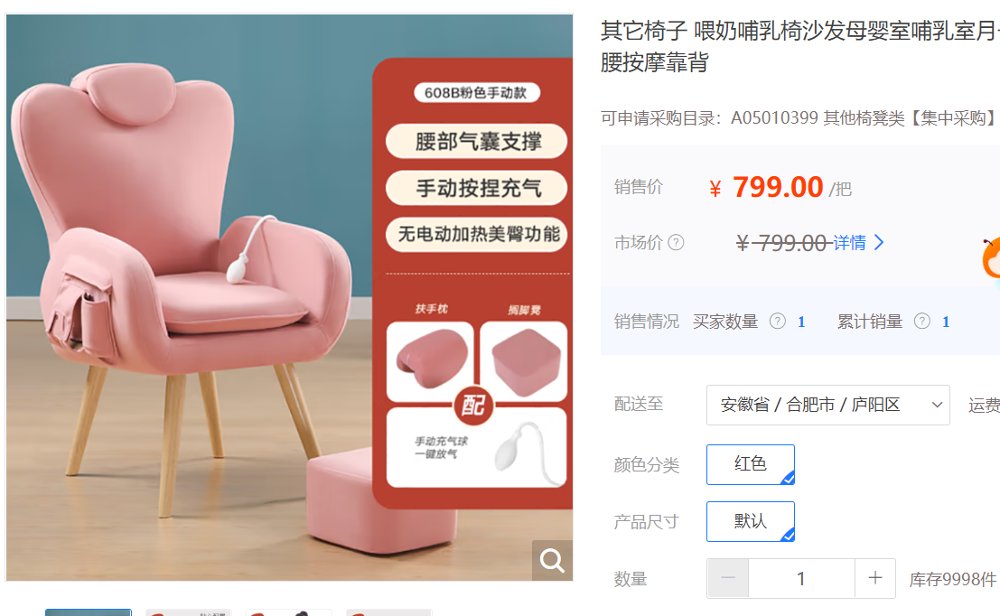 608B粉色手动款
腰部气囊支撑
手动按捏充气
无电动加热美臀功能
扶手枕
搁脚凳
配
手动充气球
一键放气
其它椅子 喂奶哺乳椅沙发母婴室哺乳室月
腰按摩靠背
可申请采购目录：A05010399 其他椅凳类【集中采购】
销售价 ￥ 799.00 /把
市场价 ? ￥ 799.00 详情
销售情况 买家数量 ? 1 累计销量 ? 1
配送至 安徽省 / 合肥市 / 庐阳区 运费
颜色分类 红色
产品尺寸 默认
数量 1 + 库存9998件